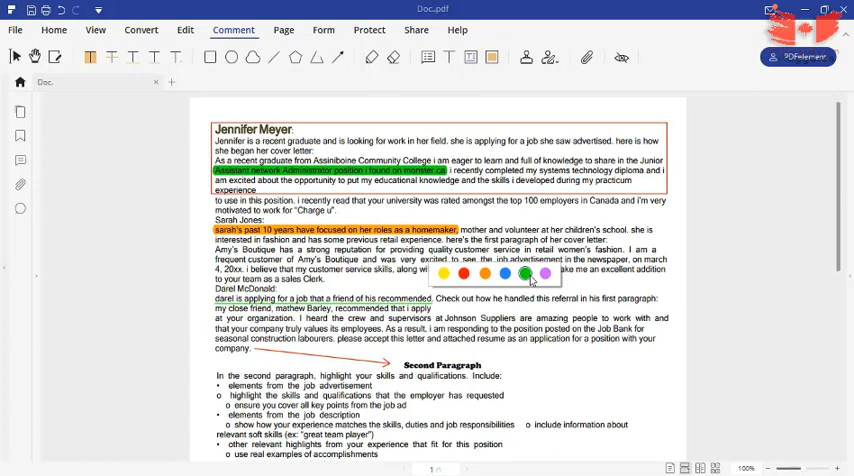 Doc.pdf
File Home View Convert Edit Comment Page Form Protect Share Help
PDFelement
Doc.
Jennifer Meyer:
Jennifer is a recent graduate and is looking for work in her field. she is applying for a job she saw advertised. here is how
she began her cover letter:
As a recent graduate from Assiniboine Community College i am eager to learn and full of knowledge to share in the Junior
Assistant network Administrator position i found on monster.ca i recently completed my systems technology diploma and i
am excited about the opportunity to put my educational knowledge and the skills i developed during my practicum
experience
to use in this position. i recently read that your university was rated amongst the top 100 employers in Canada and i'm very
motivated to work for "Charge u".
Sarah Jones:
sarah's past 10 years have focused on her roles as a homemaker, mother and volunteer at her children's school. she is
interested in fashion and has some previous retail experience. here's the first paragraph of her cover letter:
Amy's Boutique has a strong reputation for providing quality customer service in retail women's fashion. I am a
frequent customer of Amy's Boutique and was very excited to see the job advertisement in the newspaper, on march
4, 20xx. i believe that my customer service skills, along wi ke me an excellent addition
to your team as a sales Clerk.
Darel McDonald:
darel is applying for a job that a friend of his recommended. Check out how he handled this referral in his first paragraph:
my close friend, mathew Barley, recommended that i apply
at your organization. I heard the crew and supervisors at Johnson Suppliers are amazing people to work with and
that your company truly values its employees. As a result, i am responding to the position posted on the Job Bank for
seasonal construction labourers. please accept this letter and attached resume as an application for a position with your
company.
Second Paragraph
In the second paragraph, highlight your skills and qualifications. Include:
• elements from the job advertisement
o highlight the skills and qualifications that the employer has requested
o ensure you cover all key points from the job ad
• elements from the job description
o show how your experience matches the skills, duties and job responsibilities o include information about
relevant soft skills (ex: "great team player")
• other relevant highlights from your experience that fit for this position
o use real examples of accomplishments
1 /1
100%